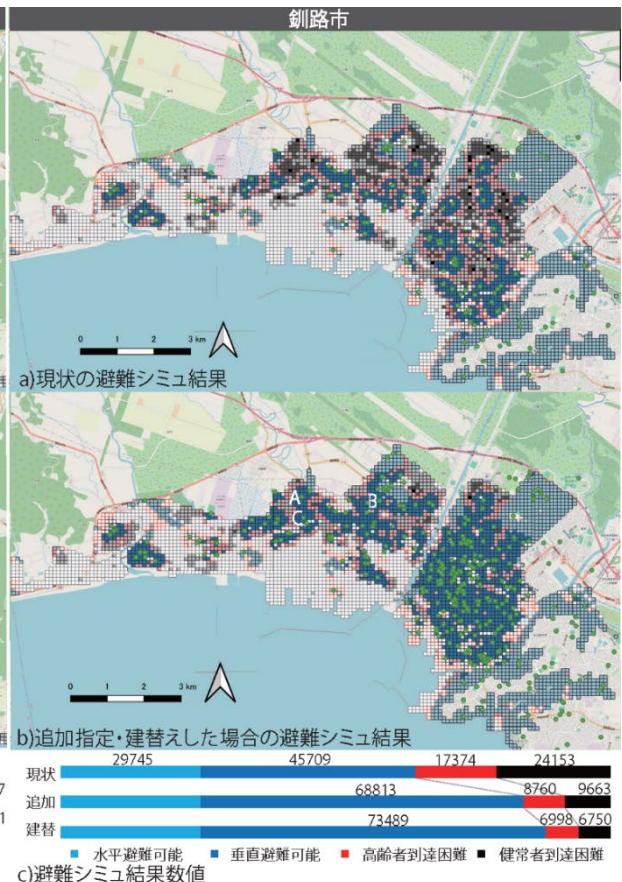 釧路市
0 1 2 3 km
a)現状の避難シミュ結果
A
B
C
0 1 2 3 km
b)追加指定・建替えした場合の避難シミュ結果
29745 45709 17374 24153
現状
68813 8760 9663
追加
73489 6998 6750
建替
水平避難可能 垂直避難可能 高齢者到達困難 健常者到達困難
c)避難シミュ結果数値